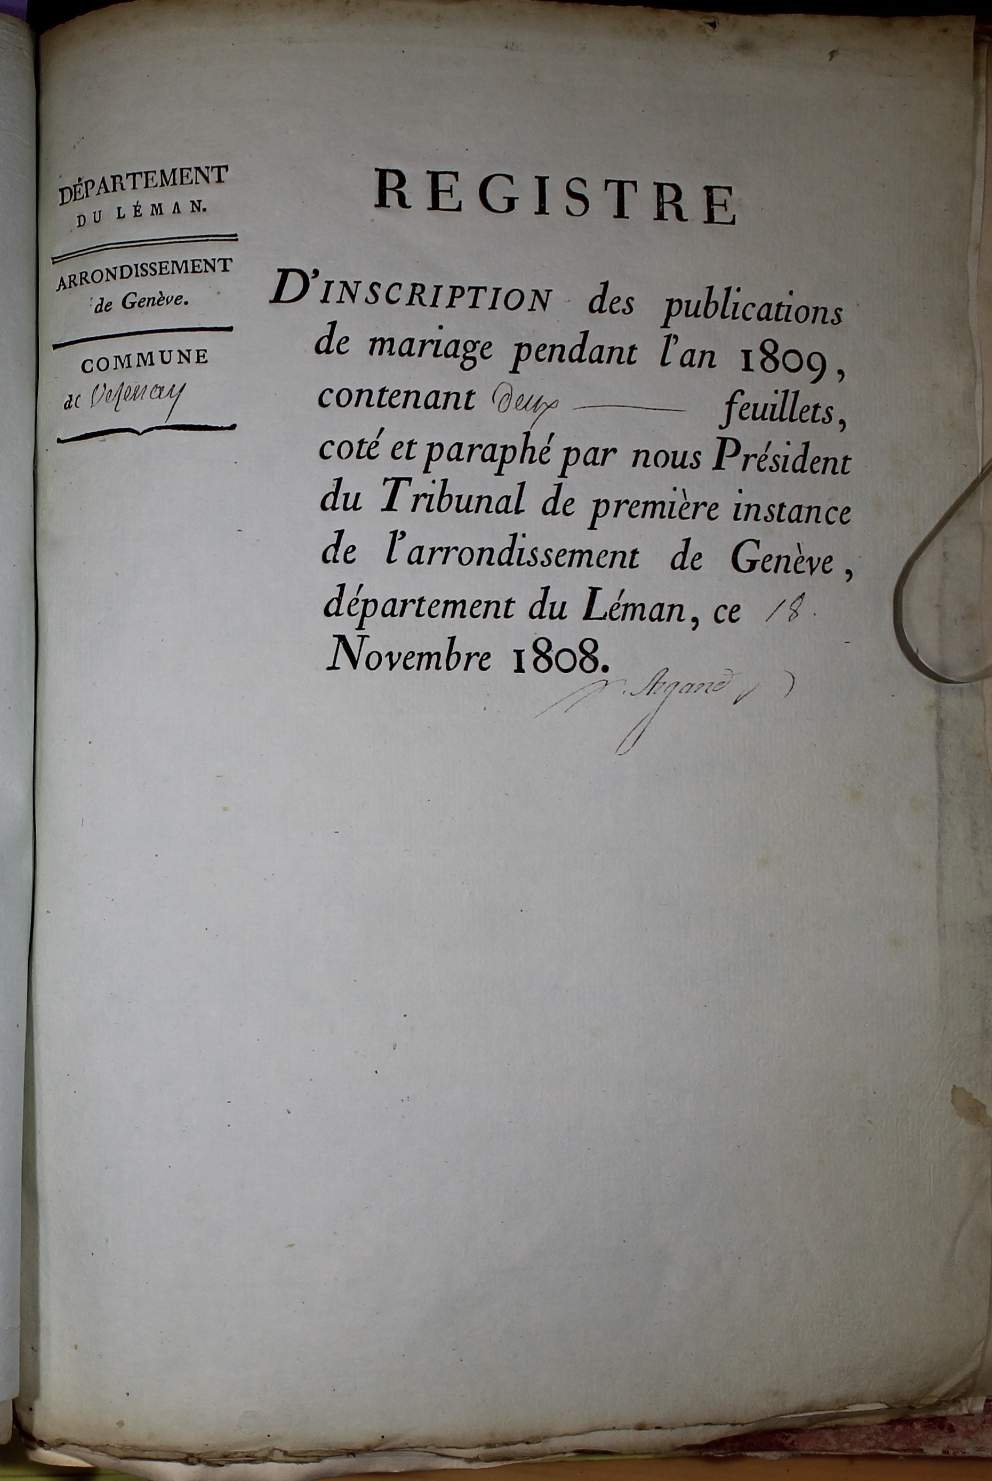 DÉPARTEMENT
DU LÉMAN.
ARRONDISSEMENT
de Genève.
COMMUNE
de Vesenay
REGISTRE
D'INSCRIPTION des publications
de mariage pendant l'an 1809,
contenant deux feuillets,
coté et paraphé par nous Président
du Tribunal de première instance
de l'arrondissement de Genève,
département du Léman, ce 18
Novembre 1808.
Argand